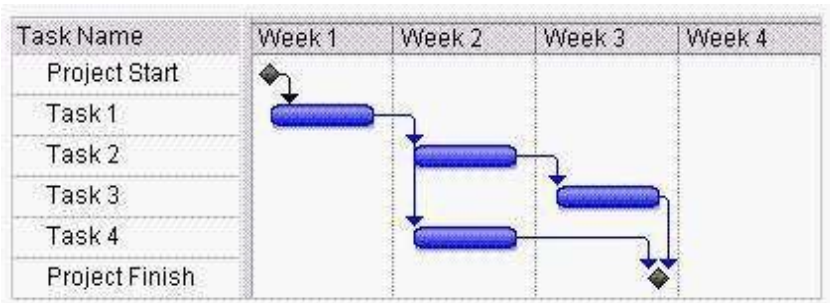 Task Name Week 1 Week 2 Week 3 Week 4
Project Start
Task 1
Task 2
Task 3
Task 4
Project Finish